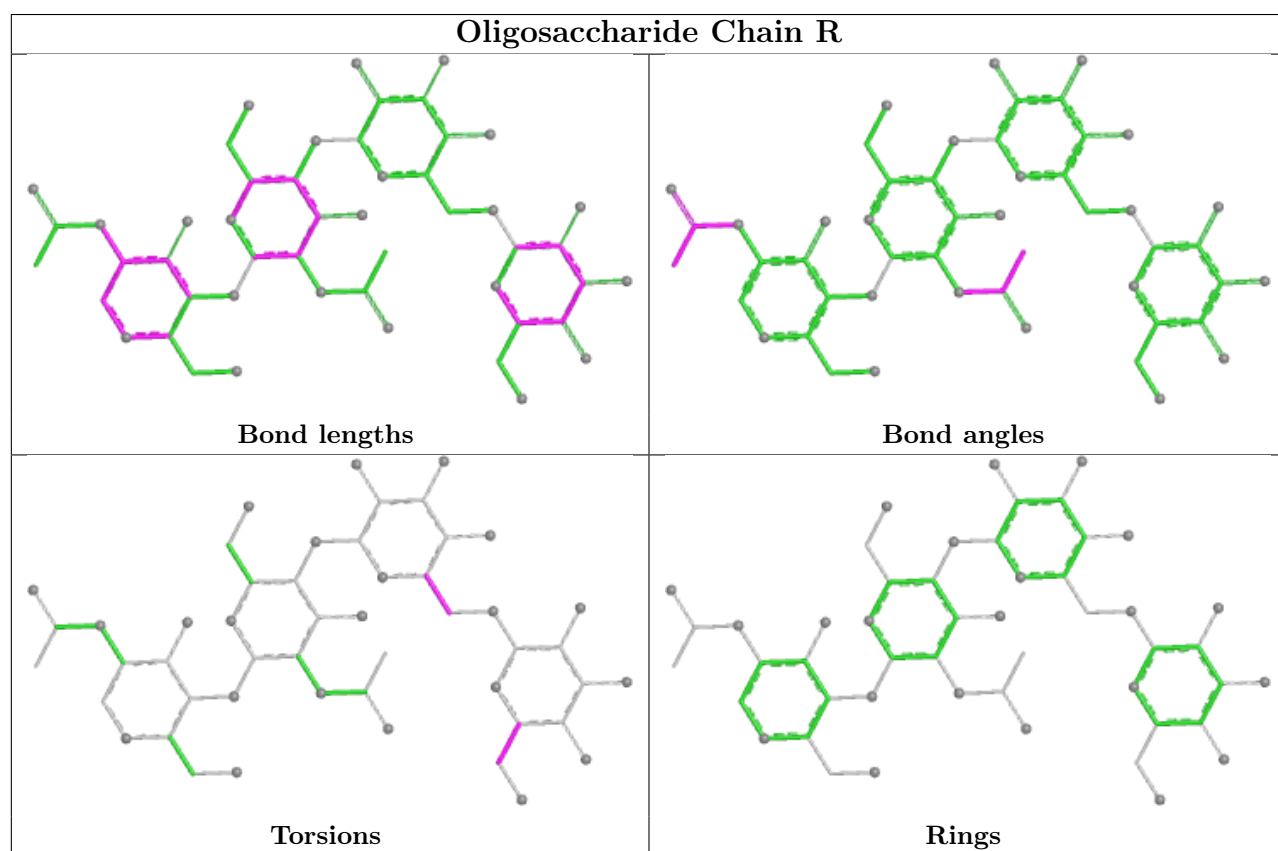 Oligosaccharide Chain R
Bond lengths
Bond angles
Torsions
Rings